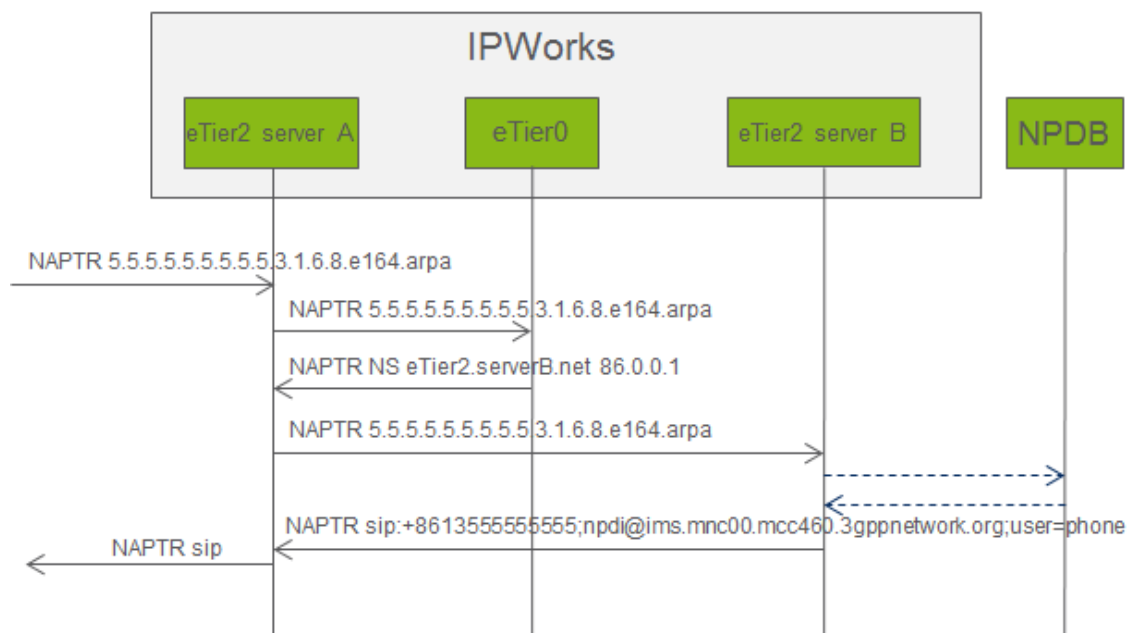 IPWorks
eTier2 server A
eTier0
eTier2 server B
NPDB
NAPTR 5.5.5.5.5.5.5.5.5.3.1.6.8.e164.arpa
NAPTR 5.5.5.5.5.5.5.5.5.3.1.6.8.e164.arpa
NAPTR NS eTier2.serverB.net 86.0.0.1
NAPTR 5.5.5.5.5.5.5.5.5.3.1.6.8.e164.arpa
NAPTR sip:+8613555555555;npdi@ims.mnc00.mcc460.3gppnetwork.org;user=phone
NAPTR sip